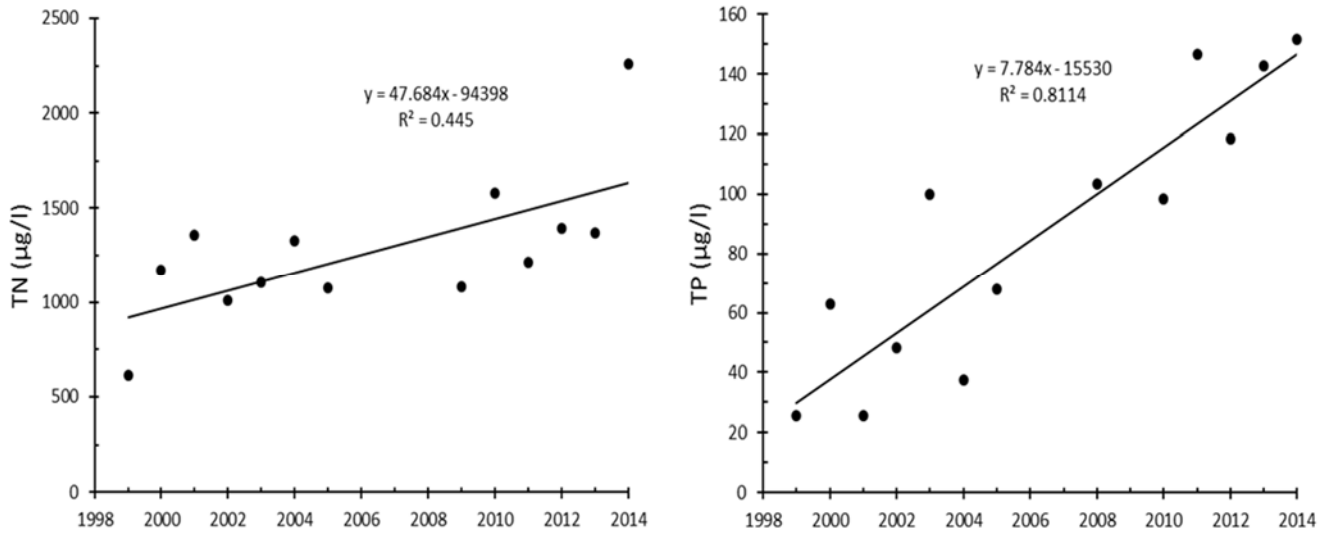 2500
2000
1500
1000
500
0
TN (µg/l)
y = 47.684x - 94398
R² = 0.445
1998 2000 2002 2004 2006 2008 2010 2012 2014
160
140
120
100
80
60
40
20
0
TP (µg/l)
y = 7.784x - 15530
R² = 0.8114
1998 2000 2002 2004 2006 2008 2010 2012 2014